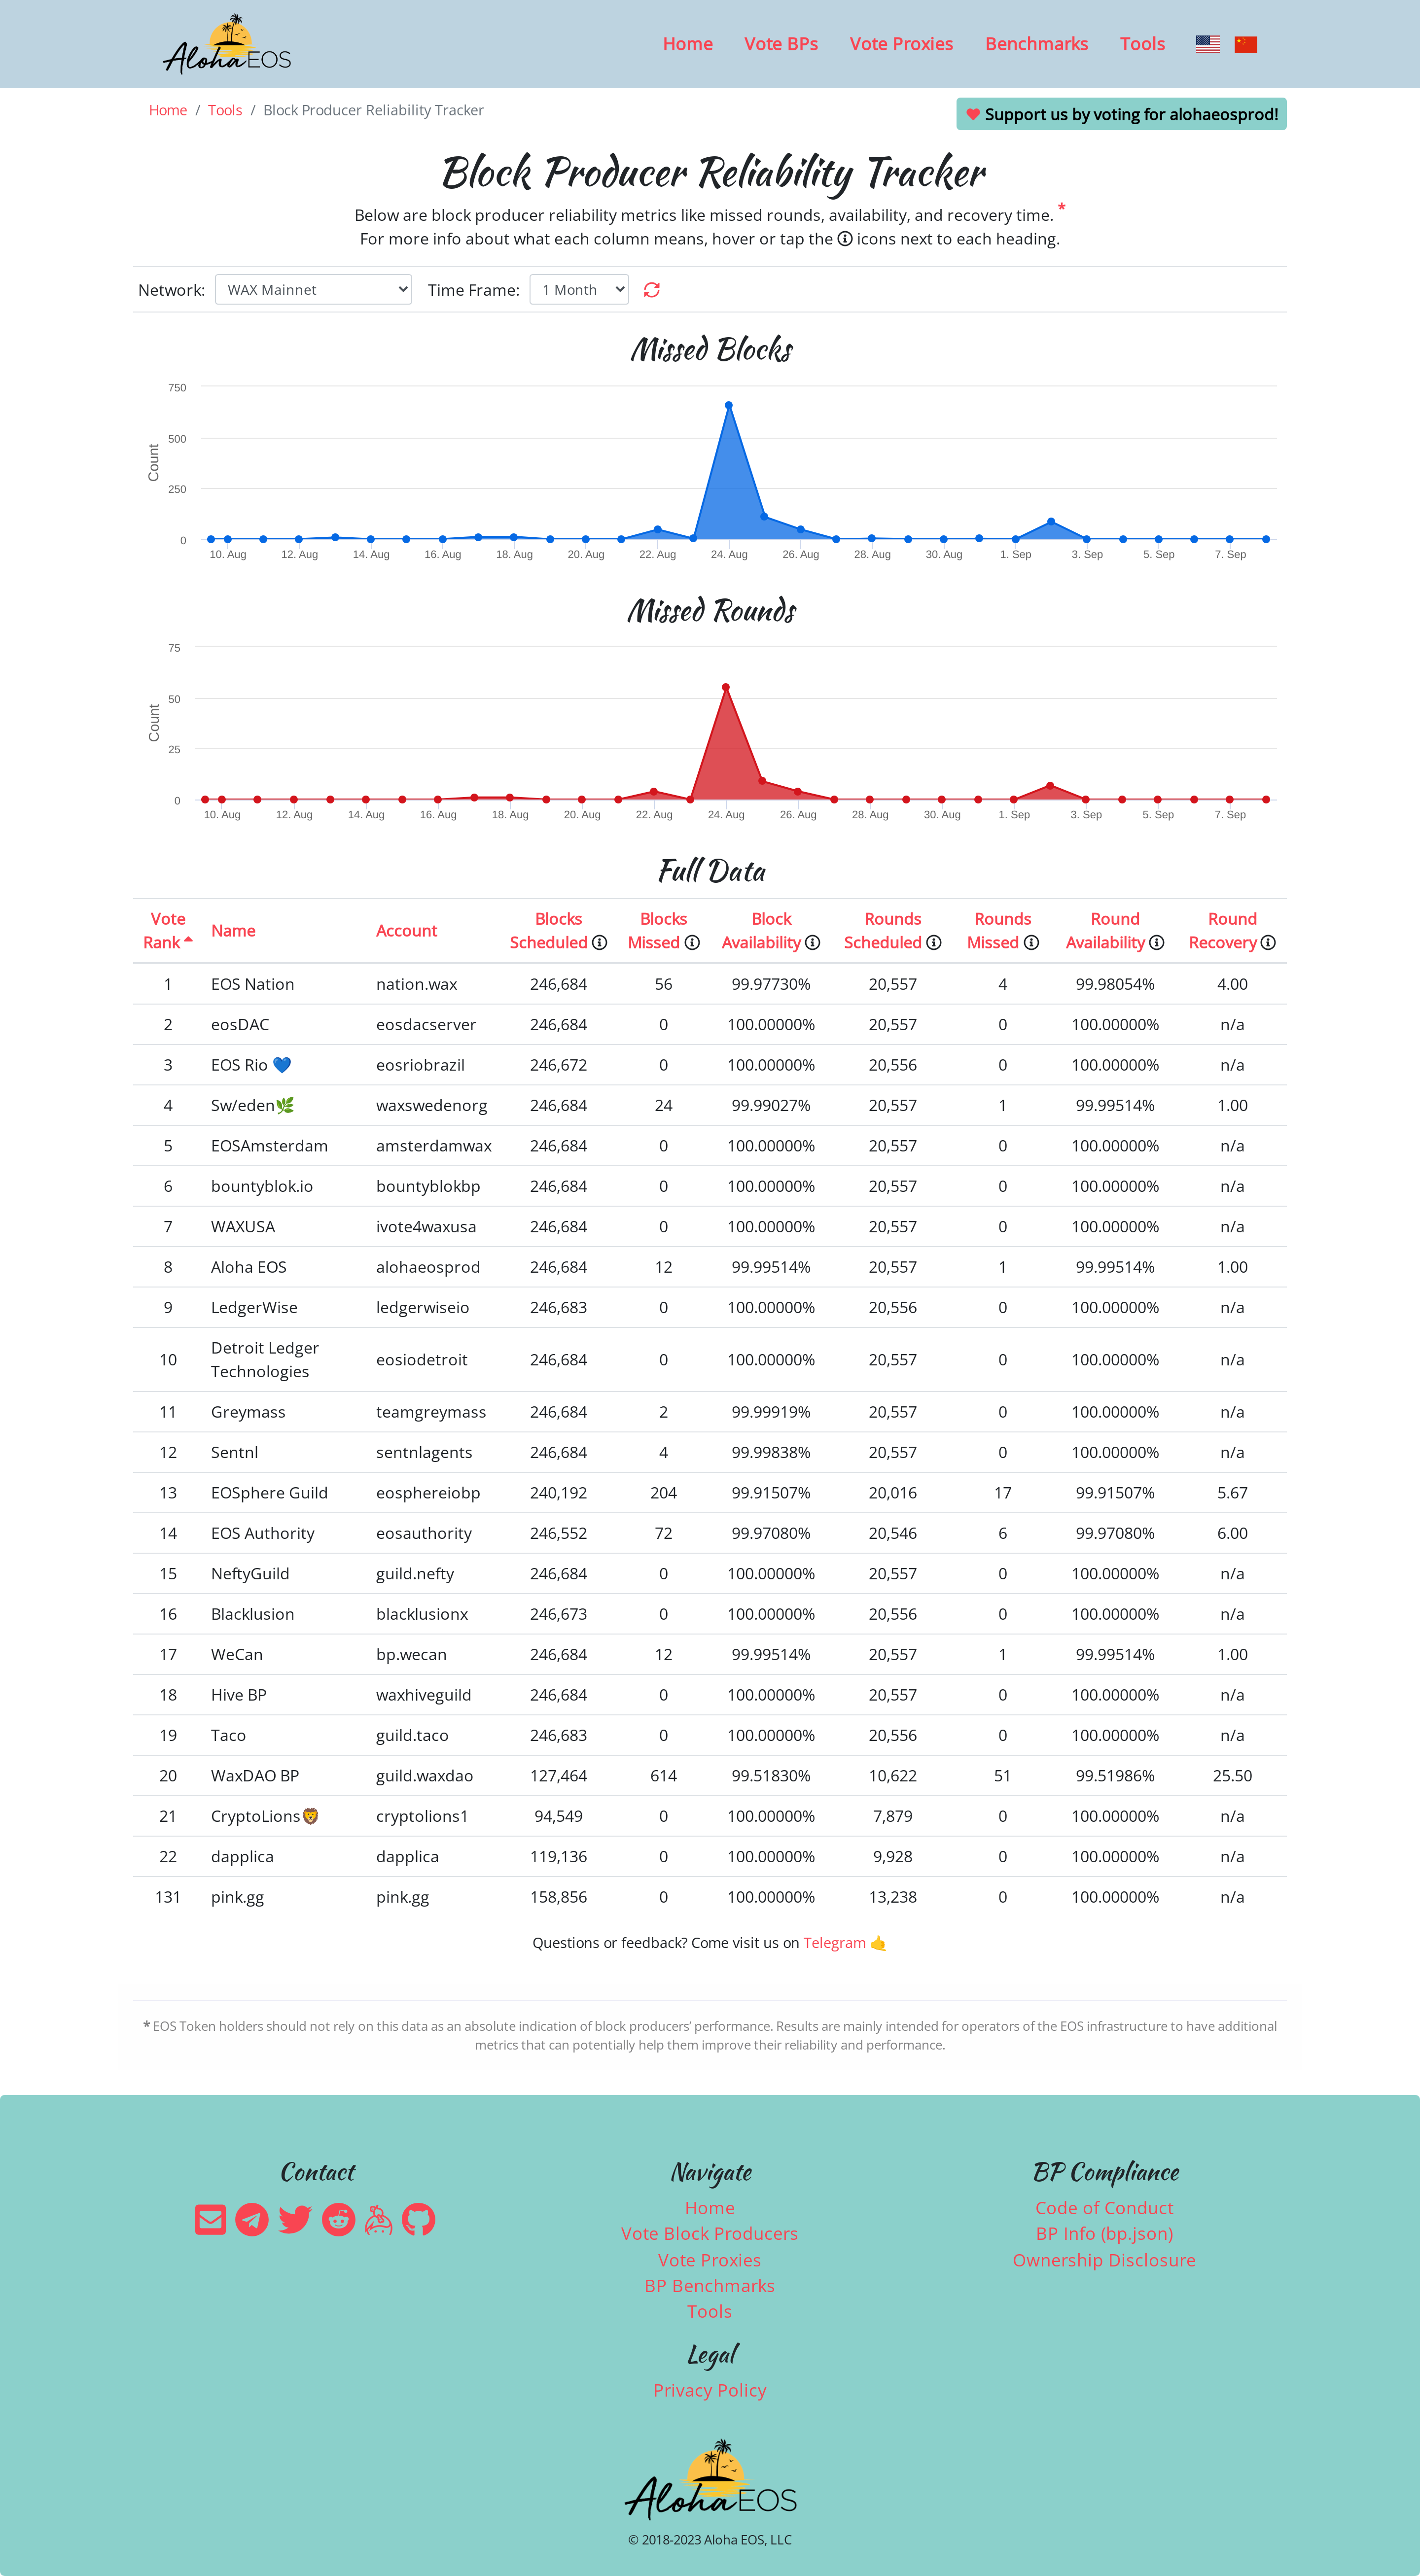 Aloha EOS
Home Vote BPs Vote Proxies Benchmarks Tools
Home / Tools / Block Producer Reliability Tracker
Support us by voting for alohaeosprod!
Block Producer Reliability Tracker
Below are block producer reliability metrics like missed rounds, availability, and recovery time. *
For more info about what each column means, hover or tap the icons next to each heading.
Network: WAX Mainnet Time Frame: 1 Month
Missed Blocks
Count
750
500
250
0
10. Aug 12. Aug 14. Aug 16. Aug 18. Aug 20. Aug 22. Aug 24. Aug 26. Aug 28. Aug 30. Aug 1. Sep 3. Sep 5. Sep 7. Sep
Missed Rounds
Count
75
50
25
0
10. Aug 12. Aug 14. Aug 16. Aug 18. Aug 20. Aug 22. Aug 24. Aug 26. Aug 28. Aug 30. Aug 1. Sep 3. Sep 5. Sep 7. Sep
Full Data
Vote Rank Name Account Blocks Scheduled Blocks Missed Block Availability Rounds Scheduled Rounds Missed Round Availability Round Recovery
1 EOS Nation nation.wax 246,684 56 99.97730% 20,557 4 99.98054% 4.00
2 eosDAC eosdacserver 246,684 0 100.00000% 20,557 0 100.00000% n/a
3 EOS Rio 💙 eosriobrazil 246,672 0 100.00000% 20,556 0 100.00000% n/a
4 Sw/eden🌿 waxswedenorg 246,684 24 99.99027% 20,557 1 99.99514% 1.00
5 EOSAmsterdam amsterdamwax 246,684 0 100.00000% 20,557 0 100.00000% n/a
6 bountyblok.io bountyblokbp 246,684 0 100.00000% 20,557 0 100.00000% n/a
7 WAXUSA ivote4waxusa 246,684 0 100.00000% 20,557 0 100.00000% n/a
8 Aloha EOS alohaeosprod 246,684 12 99.99514% 20,557 1 99.99514% 1.00
9 LedgerWise ledgerwiseio 246,683 0 100.00000% 20,556 0 100.00000% n/a
10 Detroit Ledger Technologies eosiodetroit 246,684 0 100.00000% 20,557 0 100.00000% n/a
11 Greymass teamgreymass 246,684 2 99.99919% 20,557 0 100.00000% n/a
12 Sentnl sentnlagents 246,684 4 99.99838% 20,557 0 100.00000% n/a
13 EOSphere Guild eosphereiobp 240,192 204 99.91507% 20,016 17 99.91507% 5.67
14 EOS Authority eosauthority 246,552 72 99.97080% 20,546 6 99.97080% 6.00
15 NeftyGuild guild.nefty 246,684 0 100.00000% 20,557 0 100.00000% n/a
16 Blacklusion blacklusionx 246,673 0 100.00000% 20,556 0 100.00000% n/a
17 WeCan bp.wecan 246,684 12 99.99514% 20,557 1 99.99514% 1.00
18 Hive BP waxhiveguild 246,684 0 100.00000% 20,557 0 100.00000% n/a
19 Taco guild.taco 246,683 0 100.00000% 20,556 0 100.00000% n/a
20 WaxDAO BP guild.waxdao 127,464 614 99.51830% 10,622 51 99.51986% 25.50
21 CryptoLions🦁 cryptolions1 94,549 0 100.00000% 7,879 0 100.00000% n/a
22 dapplica dapplica 119,136 0 100.00000% 9,928 0 100.00000% n/a
131 pink.gg pink.gg 158,856 0 100.00000% 13,238 0 100.00000% n/a
Questions or feedback? Come visit us on Telegram 🤙
* EOS Token holders should not rely on this data as an absolute indication of block producers' performance. Results are mainly intended for operators of the EOS infrastructure to have additional
metrics that can potentially help them improve their reliability and performance.
Contact
Navigate
Home
Vote Block Producers
Vote Proxies
BP Benchmarks
Tools
Legal
Privacy Policy
BP Compliance
Code of Conduct
BP Info (bp.json)
Ownership Disclosure
Aloha EOS
© 2018-2023 Aloha EOS, LLC